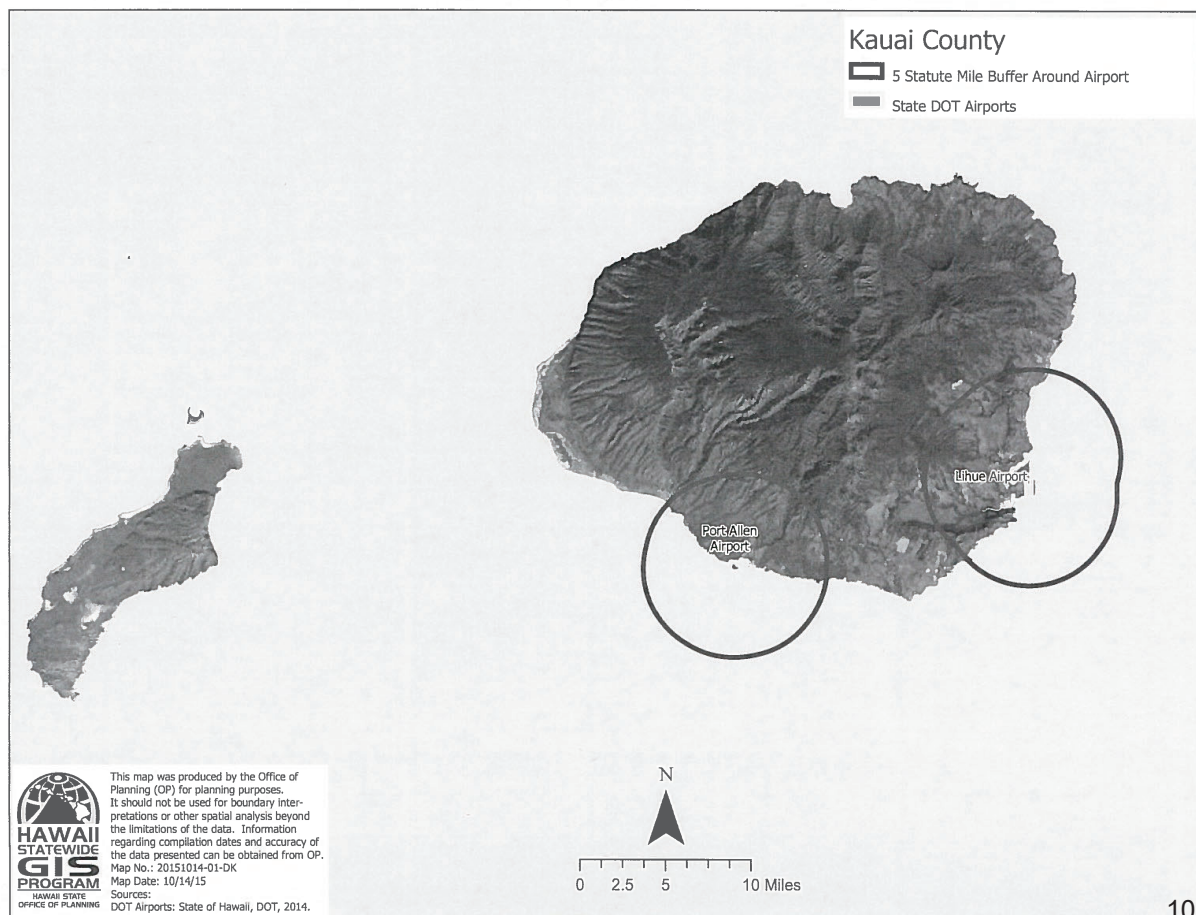 Kauai County
5 Statute Mile Buffer Around Airport
State DOT Airports
Lihue Airport
Port Allen
Airport
N
0 2.5 5 10 Miles
HAWAII
STATEWIDE
GIS
PROGRAM
HAWAII STATE
OFFICE OF PLANNING
This map was produced by the Office of
Planning (OP) for planning purposes.
It should not be used for boundary inter-
pretations or other spatial analysis beyond
the limitations of the data. Information
regarding compilation dates and accuracy of
the data presented can be obtained from OP.
Map No.: 20151014-01-DK
Map Date: 10/14/15
Sources:
DOT Airports: State of Hawaii, DOT, 2014.
10